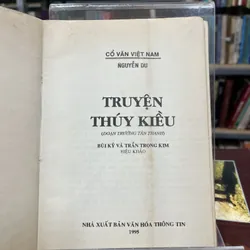 CỔ VĂN VIỆT NAM
NGUYỄN DU
TRUYỆN
THÚY KIỀU
(ĐOẠN TRƯỜNG TÂN THANH)
BÙI KỶ VÀ TRẦN TRỌNG KIM
HIỆU KHẢO
NHÀ XUẤT BẢN VĂN HÓA THÔNG TIN
1995